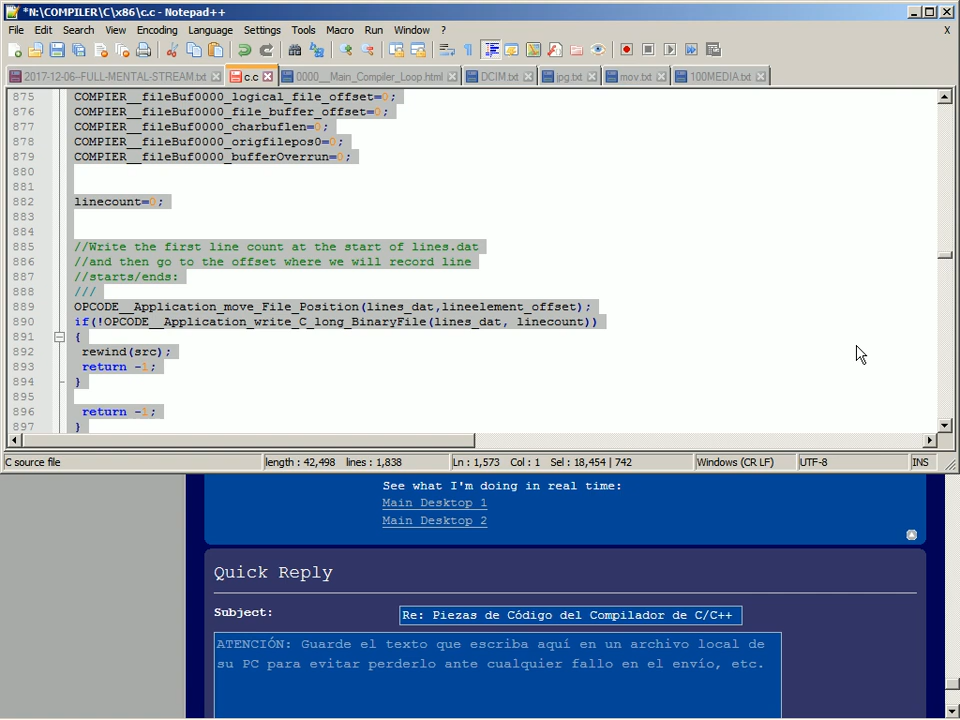 *N:\COMPILER\C\x86\c.c - Notepad++
File Edit Search View Encoding Language Settings Tools Macro Run Window ? X
2017-12-06--FULL-MENTAL-STREAM.txt c.c 0000__Main_Compiler_Loop.html DCIM.txt jpg.txt mov.txt 100MEDIA.txt
875 COMPIER__fileBuf0000_logical_file_offset=0;
876 COMPIER__fileBuf0000_file_buffer_offset=0;
877 COMPIER__fileBuf0000_charbuflen=0;
878 COMPIER__fileBuf0000_origfilepos0=0;
879 COMPIER__fileBuf0000_bufferOverrun=0;
880
881
882 linecount=0;
883
884
885 //Write the first line count at the start of lines.dat
886 //and then go to the offset where we will record line
887 //starts/ends:
888 ///
889 OPCODE__Application_move_File_Position(lines_dat,lineelement_offset);
890 if(!OPCODE__Application_write_C_long_BinaryFile(lines_dat, linecount))
891 {
892 rewind(src);
893 return -1;
894 }
895
896 return -1;
897 }
C source file length : 42,498 lines : 1,838 Ln : 1,573 Col : 1 Sel : 18,454 | 742 Windows (CR LF) UTF-8 INS
See what I'm doing in real time:
Main Desktop 1
Main Desktop 2
Quick Reply
Subject: Re: Piezas de Código del Compilador de C/C++
ATENCIÓN: Guarde el texto que escriba aquí en un archivo local de
su PC para evitar perderlo ante cualquier fallo en el envío, etc.